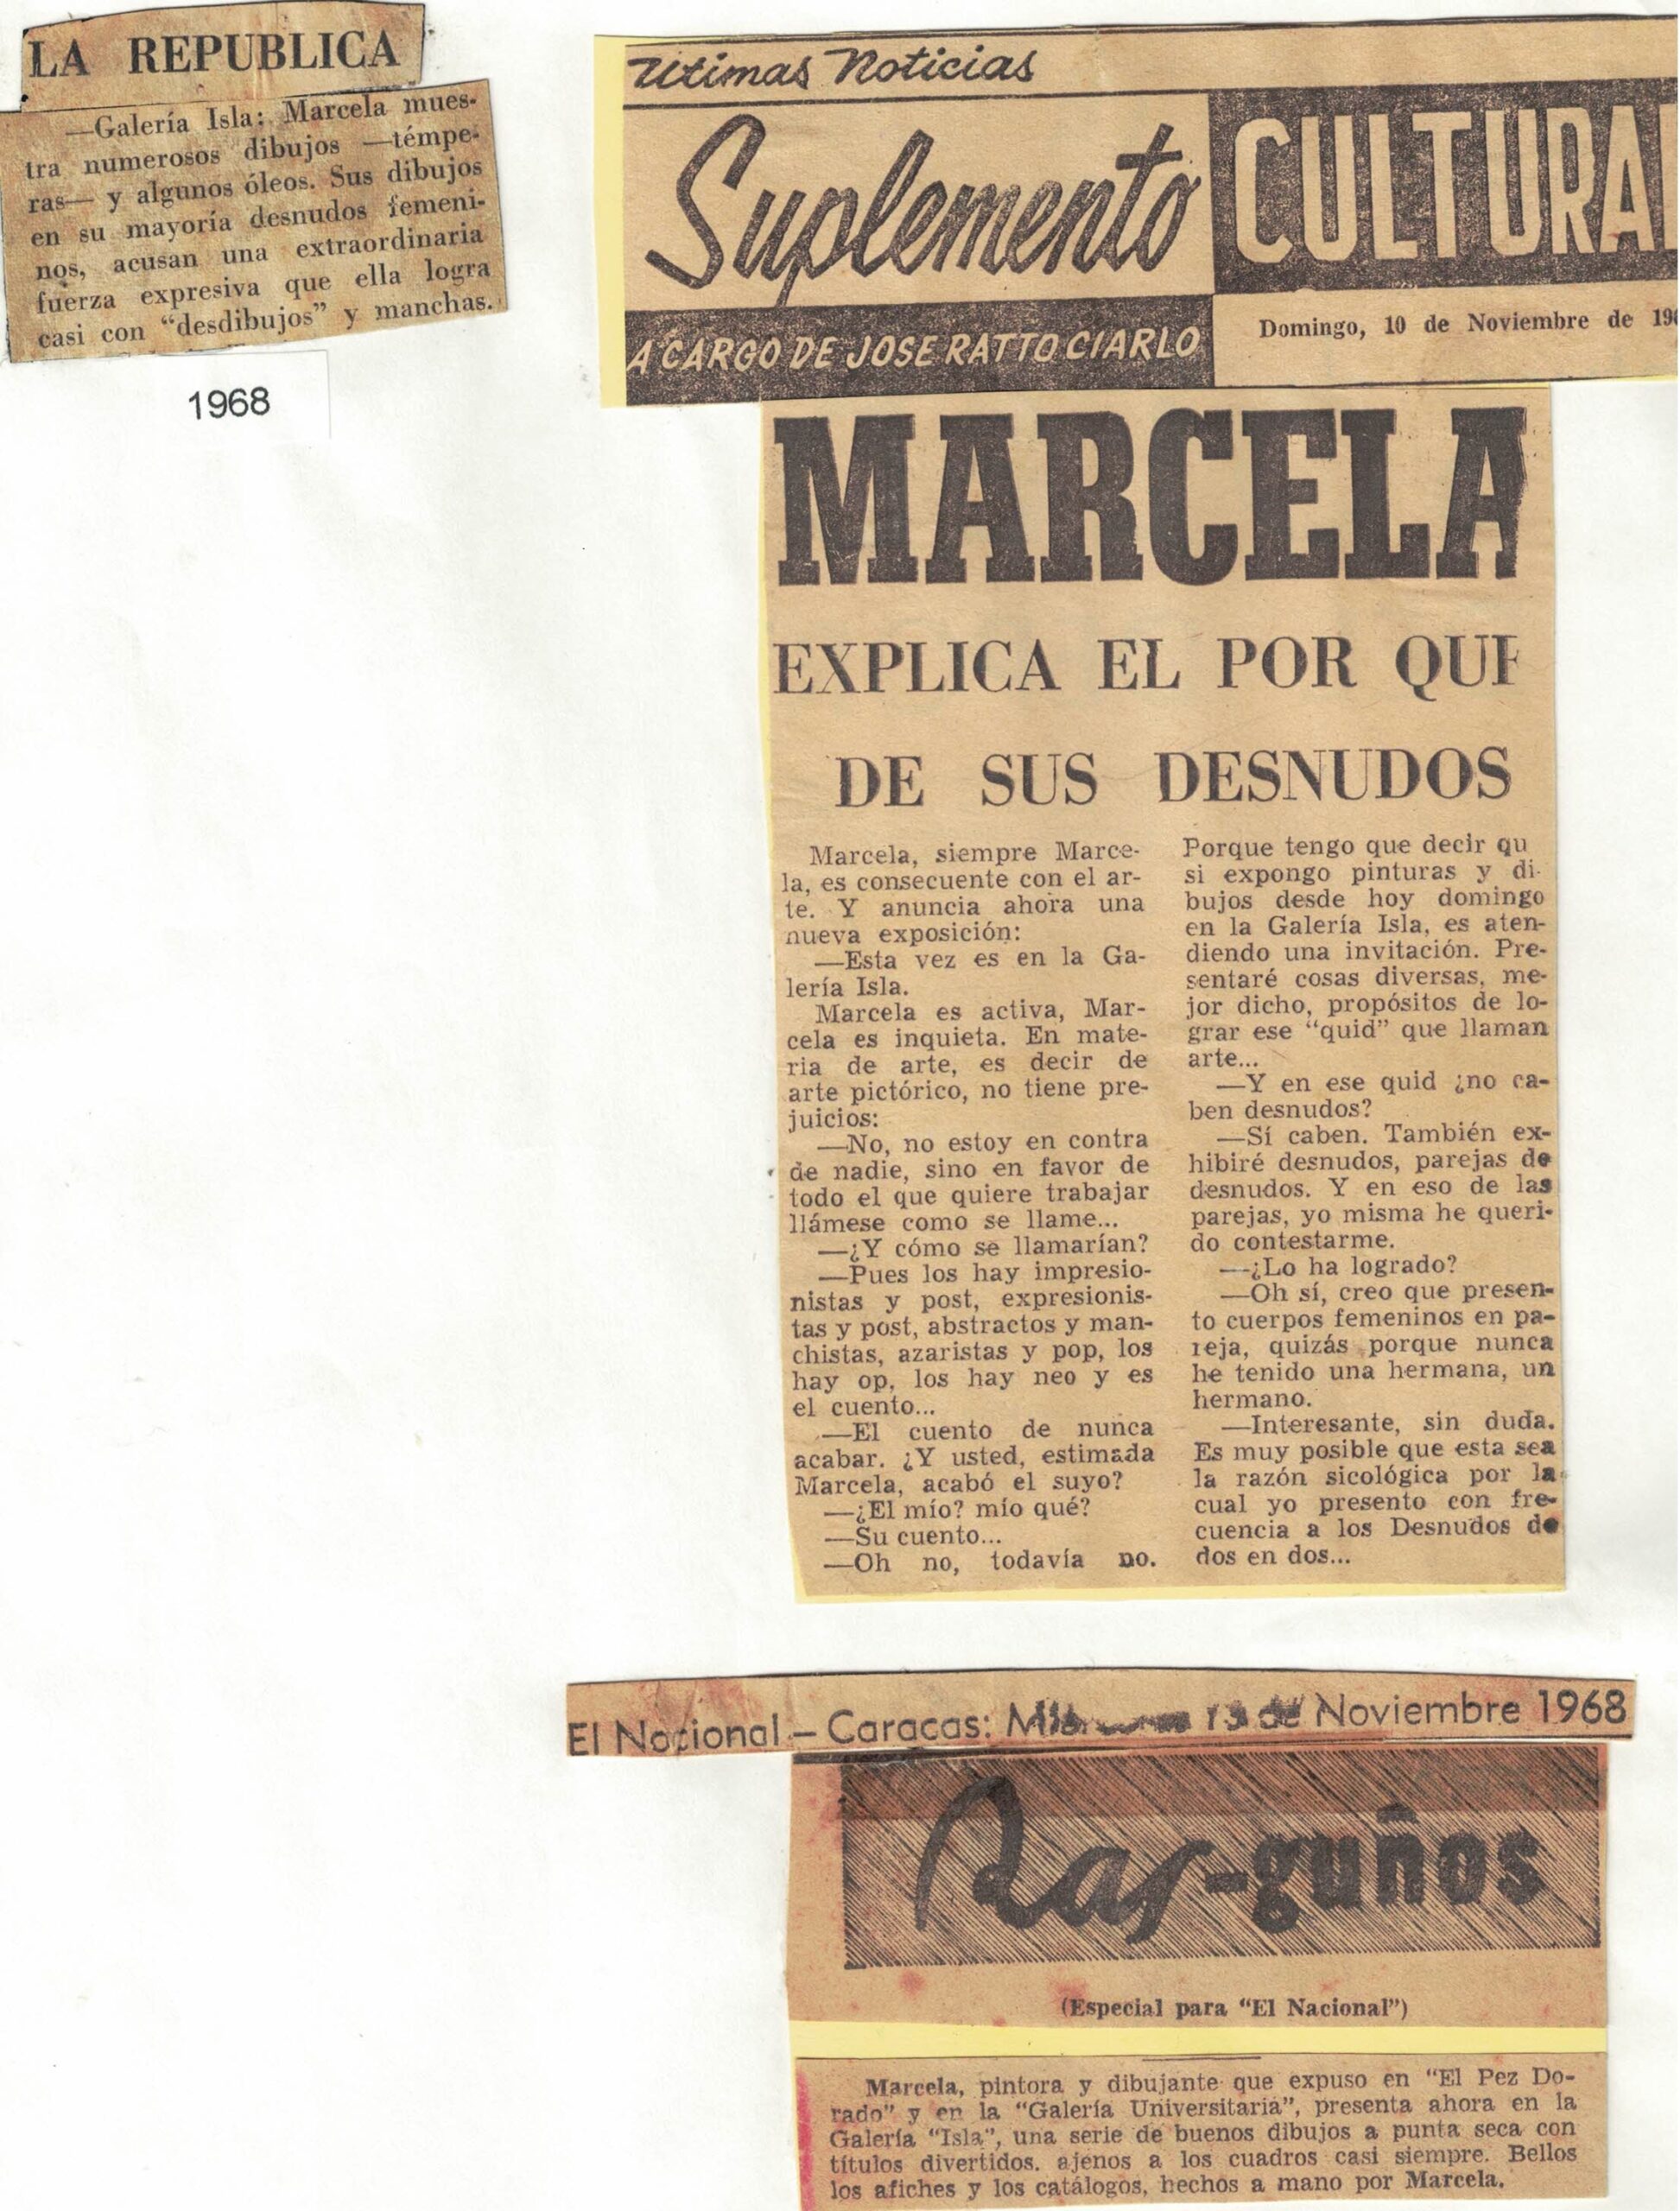 LA REPUBLICA
—Galería Isla: Marcela mues-
tra numerosos dibujos —témpe-
ras— y algunos óleos. Sus dibujos
en su mayoría desnudos femeni-
nos, acusan una extraordinaria
fuerza expresiva que ella logra
casi con “desdibujos” y manchas.
1968
Ultimas Noticias
Suplemento CULTURAL
A CARGO DE JOSE RATTO CIARLO
Domingo, 10 de Noviembre de 196
MARCELA
EXPLICA EL POR QUE
DE SUS DESNUDOS
Marcela, siempre Marce-
la, es consecuente con el ar-
te. Y anuncia ahora una
nueva exposición:
—Esta vez es en la Ga-
lería Isla.
Marcela es activa, Mar-
cela es inquieta. En mate-
ria de arte, es decir de
arte pictórico, no tiene pre-
juicios:
—No, no estoy en contra
de nadie, sino en favor de
todo el que quiere trabajar
llámese como se llame...
—¿Y cómo se llamarían?
—Pues los hay impresio-
nistas y post, expresionis-
tas y post, abstractos y man-
chistas, azaristas y pop, los
hay op, los hay neo y es
el cuento...
—El cuento de nunca
acabar. ¿Y usted, estimada
Marcela, acabó el suyo?
—¿El mío? mío qué?
—Su cuento...
—Oh no, todavía no.
Porque tengo que decir qu
si expongo pinturas y di-
bujos desde hoy domingo
en la Galería Isla, es aten-
diendo una invitación. Pre-
sentaré cosas diversas, me-
jor dicho, propósitos de lo-
grar ese “quid” que llaman
arte...
—Y en ese quid ¿no ca-
ben desnudos?
—Sí caben. También ex-
hibiré desnudos, parejas de
desnudos. Y en eso de las
parejas, yo misma he queri-
do contestarme.
—¿Lo ha logrado?
—Oh sí, creo que presen-
to cuerpos femeninos en pa-
reja, quizás porque nunca
he tenido una hermana, un
hermano.
—Interesante, sin duda.
Es muy posible que esta sea
la razón sicológica por la
cual yo presento con fre-
cuencia a los Desnudos de
dos en dos...
El Nacional – Caracas: 13 de Noviembre 1968
Ras-guños
(Especial para “El Nacional”)
Marcela, pintora y dibujante que expuso en “El Pez Do-
rado” y en la “Galería Universitaria”, presenta ahora en la
Galería “Isla”, una serie de buenos dibujos a punta seca con
títulos divertidos. ajenos a los cuadros casi siempre. Bellos
los afiches y los catálogos, hechos a mano por Marcela.